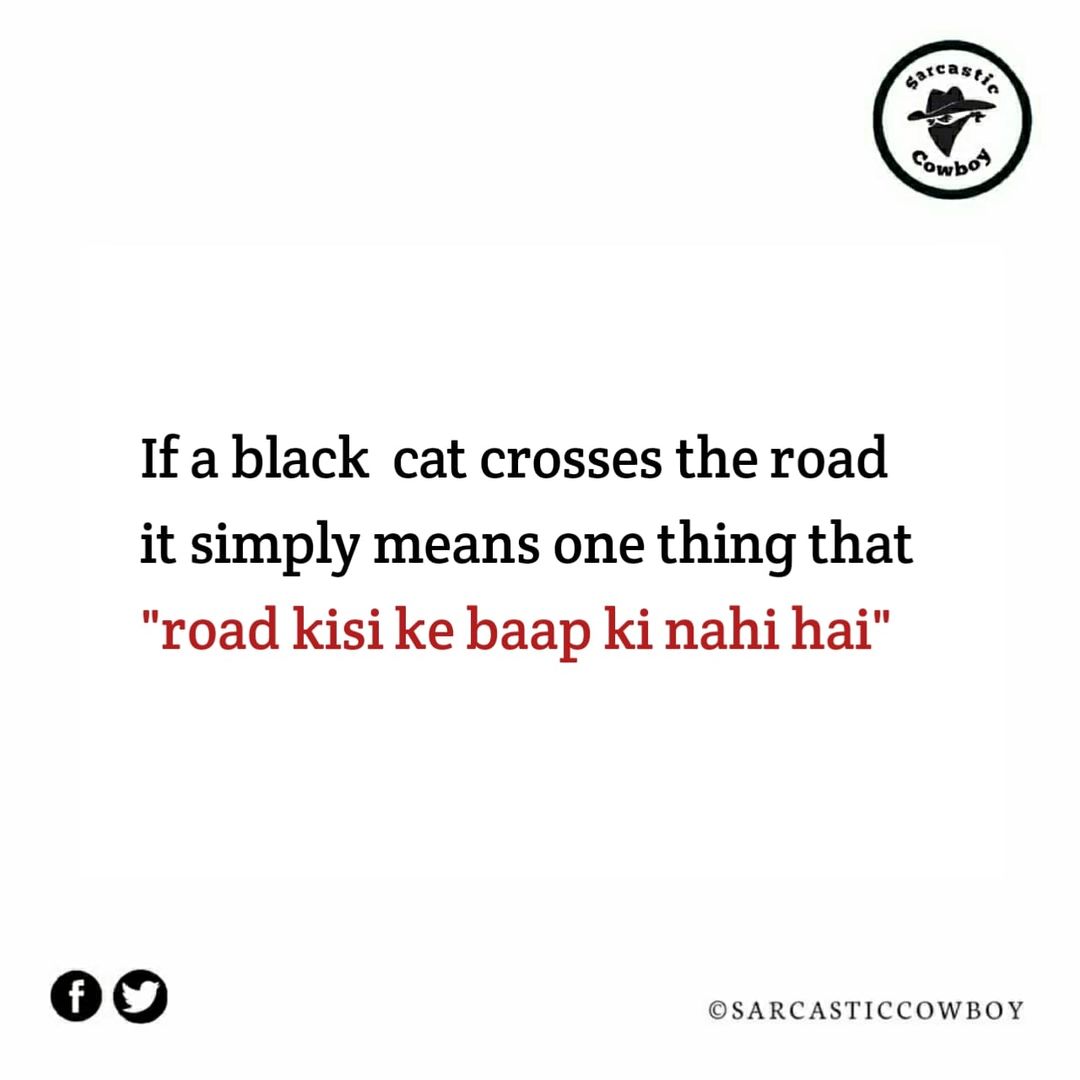 Sarcastic
Cowboy
If a black  cat crosses the road
it simply means one thing that
"road kisi ke baap ki nahi hai"
©SARCASTICCOWBOY